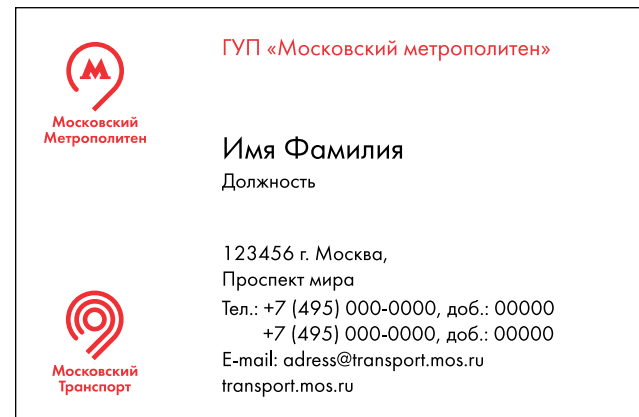 М
Московский
Метрополитен
ГУП «Московский метрополитен»
Имя Фамилия
Должность
123456 г. Москва,
Проспект мира
Тел.: +7 (495) 000-0000, доб.: 00000
+7 (495) 000-0000, доб.: 00000
E-mail: adress@transport.mos.ru
transport.mos.ru
Московский
Транспорт